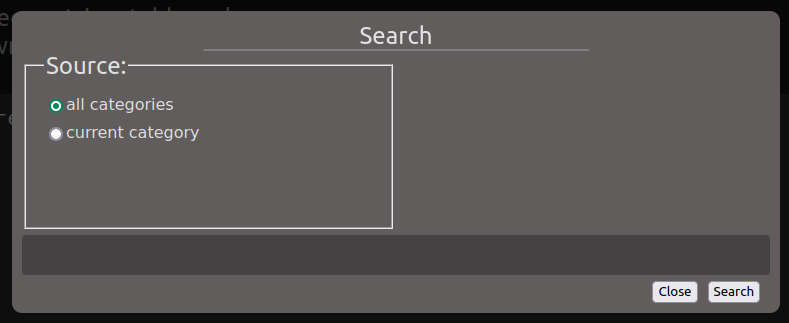 Search
Source:
all categories
current category
Close
Search